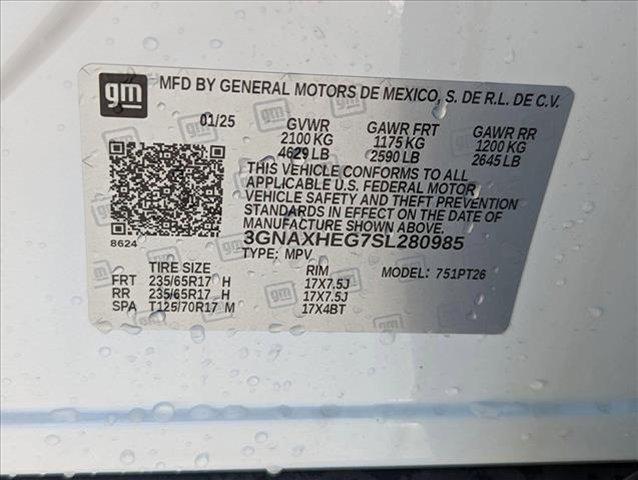 gm MFD BY GENERAL MOTORS DE MEXICO, S. DE R.L. DE C.V.
01/25 GVWR GAWR FRT GAWR RR
2100 KG 1175 KG 1200 KG
4629 LB 2590 LB 2645 LB
THIS VEHICLE CONFORMS TO ALL
APPLICABLE U.S. FEDERAL MOTOR
VEHICLE SAFETY AND THEFT PREVENTION
STANDARDS IN EFFECT ON THE DATE OF
MANUFACTURE SHOWN ABOVE.
8624 3GNAXHEG7SL280985
TYPE: MPV MODEL: 751PT26
TIRE SIZE RIM
FRT 235/65R17 H 17X7.5J
RR 235/65R17 H 17X7.5J
SPA T125/70R17 M 17X4BT